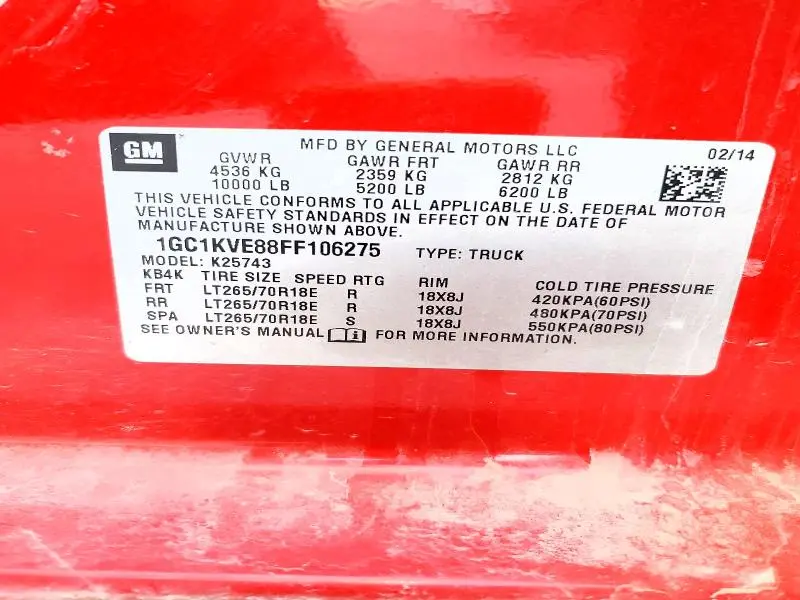 GM MFD BY GENERAL MOTORS LLC 02/14
GVWR GAWR FRT GAWR RR
4536 KG 2359 KG 2812 KG
10000 LB 5200 LB 6200 LB
THIS VEHICLE CONFORMS TO ALL APPLICABLE U.S. FEDERAL MOTOR
VEHICLE SAFETY STANDARDS IN EFFECT ON THE DATE OF
MANUFACTURE SHOWN ABOVE.
1GC1KVE88FF106275 TYPE: TRUCK
MODEL: K25743
KB4K TIRE SIZE SPEED RTG RIM COLD TIRE PRESSURE
FRT LT265/70R18E R 18X8J 420KPA(60PSI)
RR LT265/70R18E R 18X8J 480KPA(70PSI)
SPA LT265/70R18E S 18X8J 550KPA(80PSI)
SEE OWNER'S MANUAL FOR MORE INFORMATION.